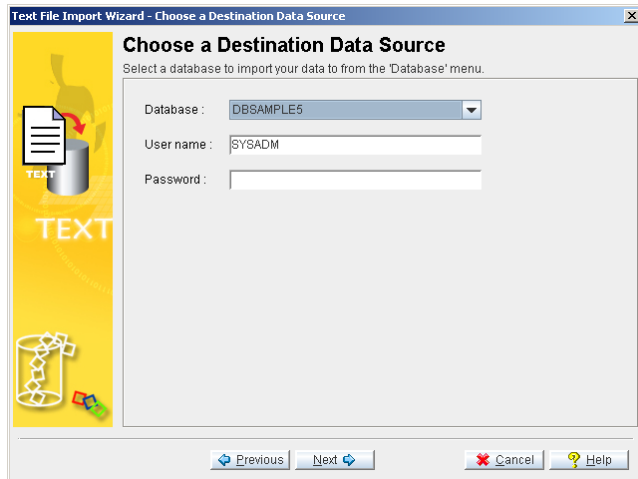 Text File Import Wizard - Choose a Destination Data Source
Choose a Destination Data Source
Select a database to import your data to from the 'Database' menu.
Database : DBSAMPLE5
User name : SYSADM
Password :
TEXT
TEXT
Previous Next Cancel Help